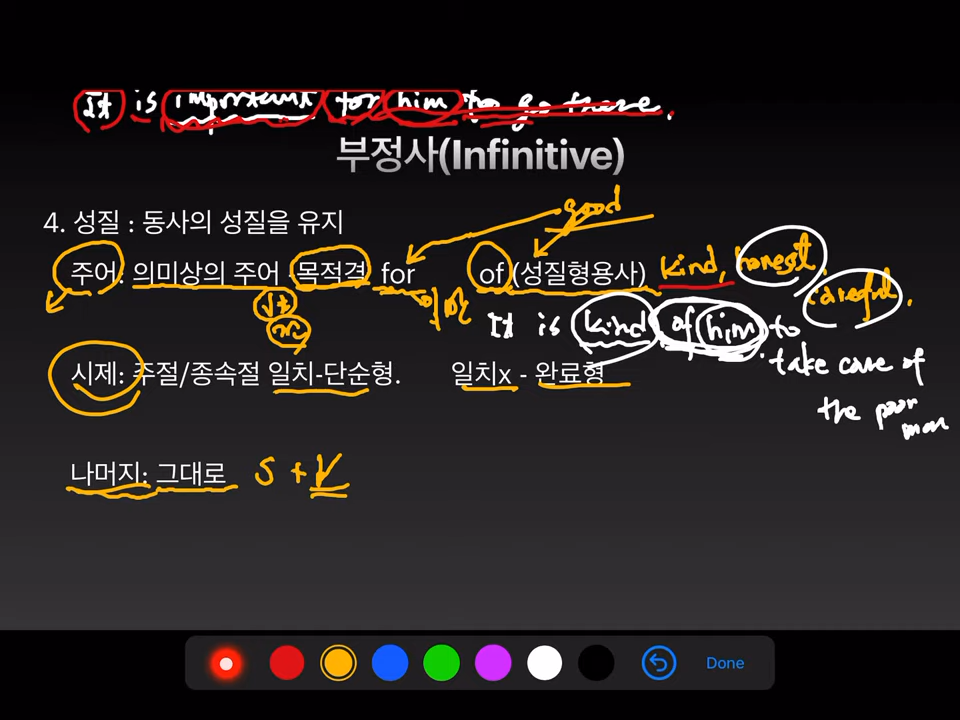 It is important for him to go there.
부정사(Infinitive)
4. 성질 : 동사의 성질을 유지
good
주어: 의미상의 주어 -목적격 for of (성질형용사) kind, honest, careful.
It is kind of him to
take care of
the poor
man
시제: 주절/종속절 일치-단순형. 일치x - 완료형
나머지: 그대로 S + V
Done